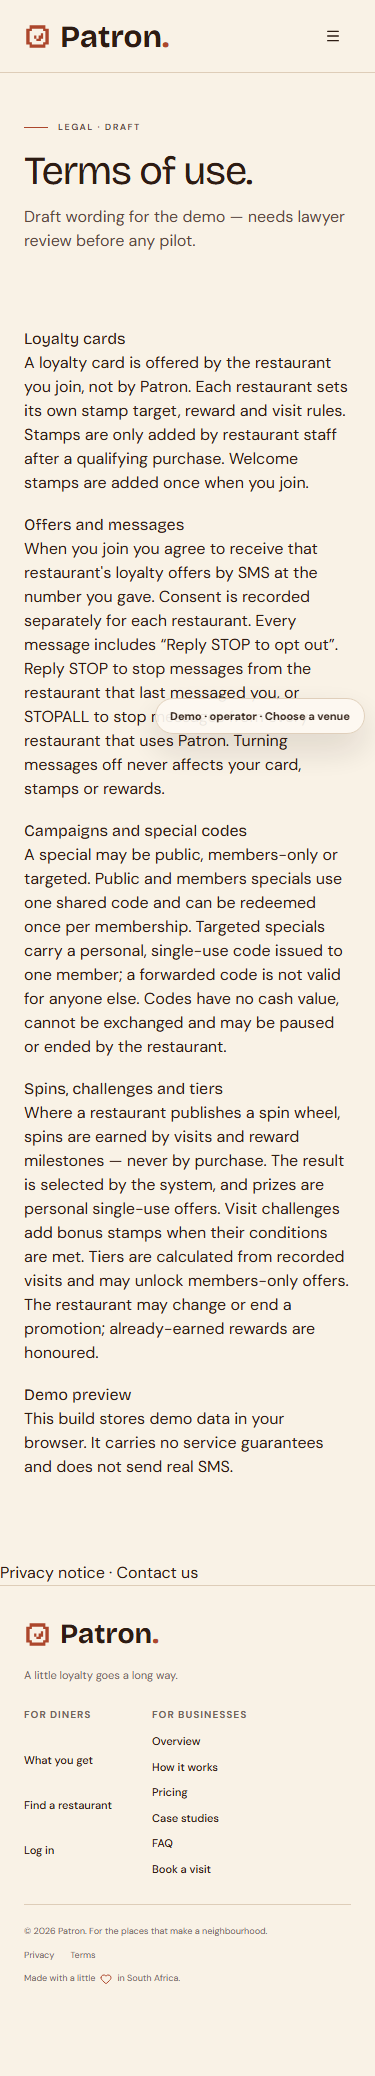 Patron.
LEGAL · DRAFT
Terms of use.
Draft wording for the demo — needs lawyer
review before any pilot.
Loyalty cards
A loyalty card is offered by the restaurant
you join, not by Patron. Each restaurant sets
its own stamp target, reward and visit rules.
Stamps are only added by restaurant staff
after a qualifying purchase. Welcome
stamps are added once when you join.
Offers and messages
When you join you agree to receive that
restaurant's loyalty offers by SMS at the
number you gave. Consent is recorded
separately for each restaurant. Every
message includes “Reply STOP to opt out”.
Reply STOP to stop messages from the
restaurant that last messaged you, or
STOPALL to stop
Demo · operator · Choose a venue
restaurant that uses Patron. Turning
messages off never affects your card,
stamps or rewards.
Campaigns and special codes
A special may be public, members-only or
targeted. Public and members specials use
one shared code and can be redeemed
once per membership. Targeted specials
carry a personal, single-use code issued to
one member; a forwarded code is not valid
for anyone else. Codes have no cash value,
cannot be exchanged and may be paused
or ended by the restaurant.
Spins, challenges and tiers
Where a restaurant publishes a spin wheel,
spins are earned by visits and reward
milestones — never by purchase. The result
is selected by the system, and prizes are
personal single-use offers. Visit challenges
add bonus stamps when their conditions
are met. Tiers are calculated from recorded
visits and may unlock members-only offers.
The restaurant may change or end a
promotion; already-earned rewards are
honoured.
Demo preview
This build stores demo data in your
browser. It carries no service guarantees
and does not send real SMS.
Privacy notice · Contact us
Patron.
A little loyalty goes a long way.
FOR DINERS
What you get
Find a restaurant
Log in
FOR BUSINESSES
Overview
How it works
Pricing
Case studies
FAQ
Book a visit
© 2026 Patron. For the places that make a neighbourhood.
Privacy Terms
Made with a little in South Africa.